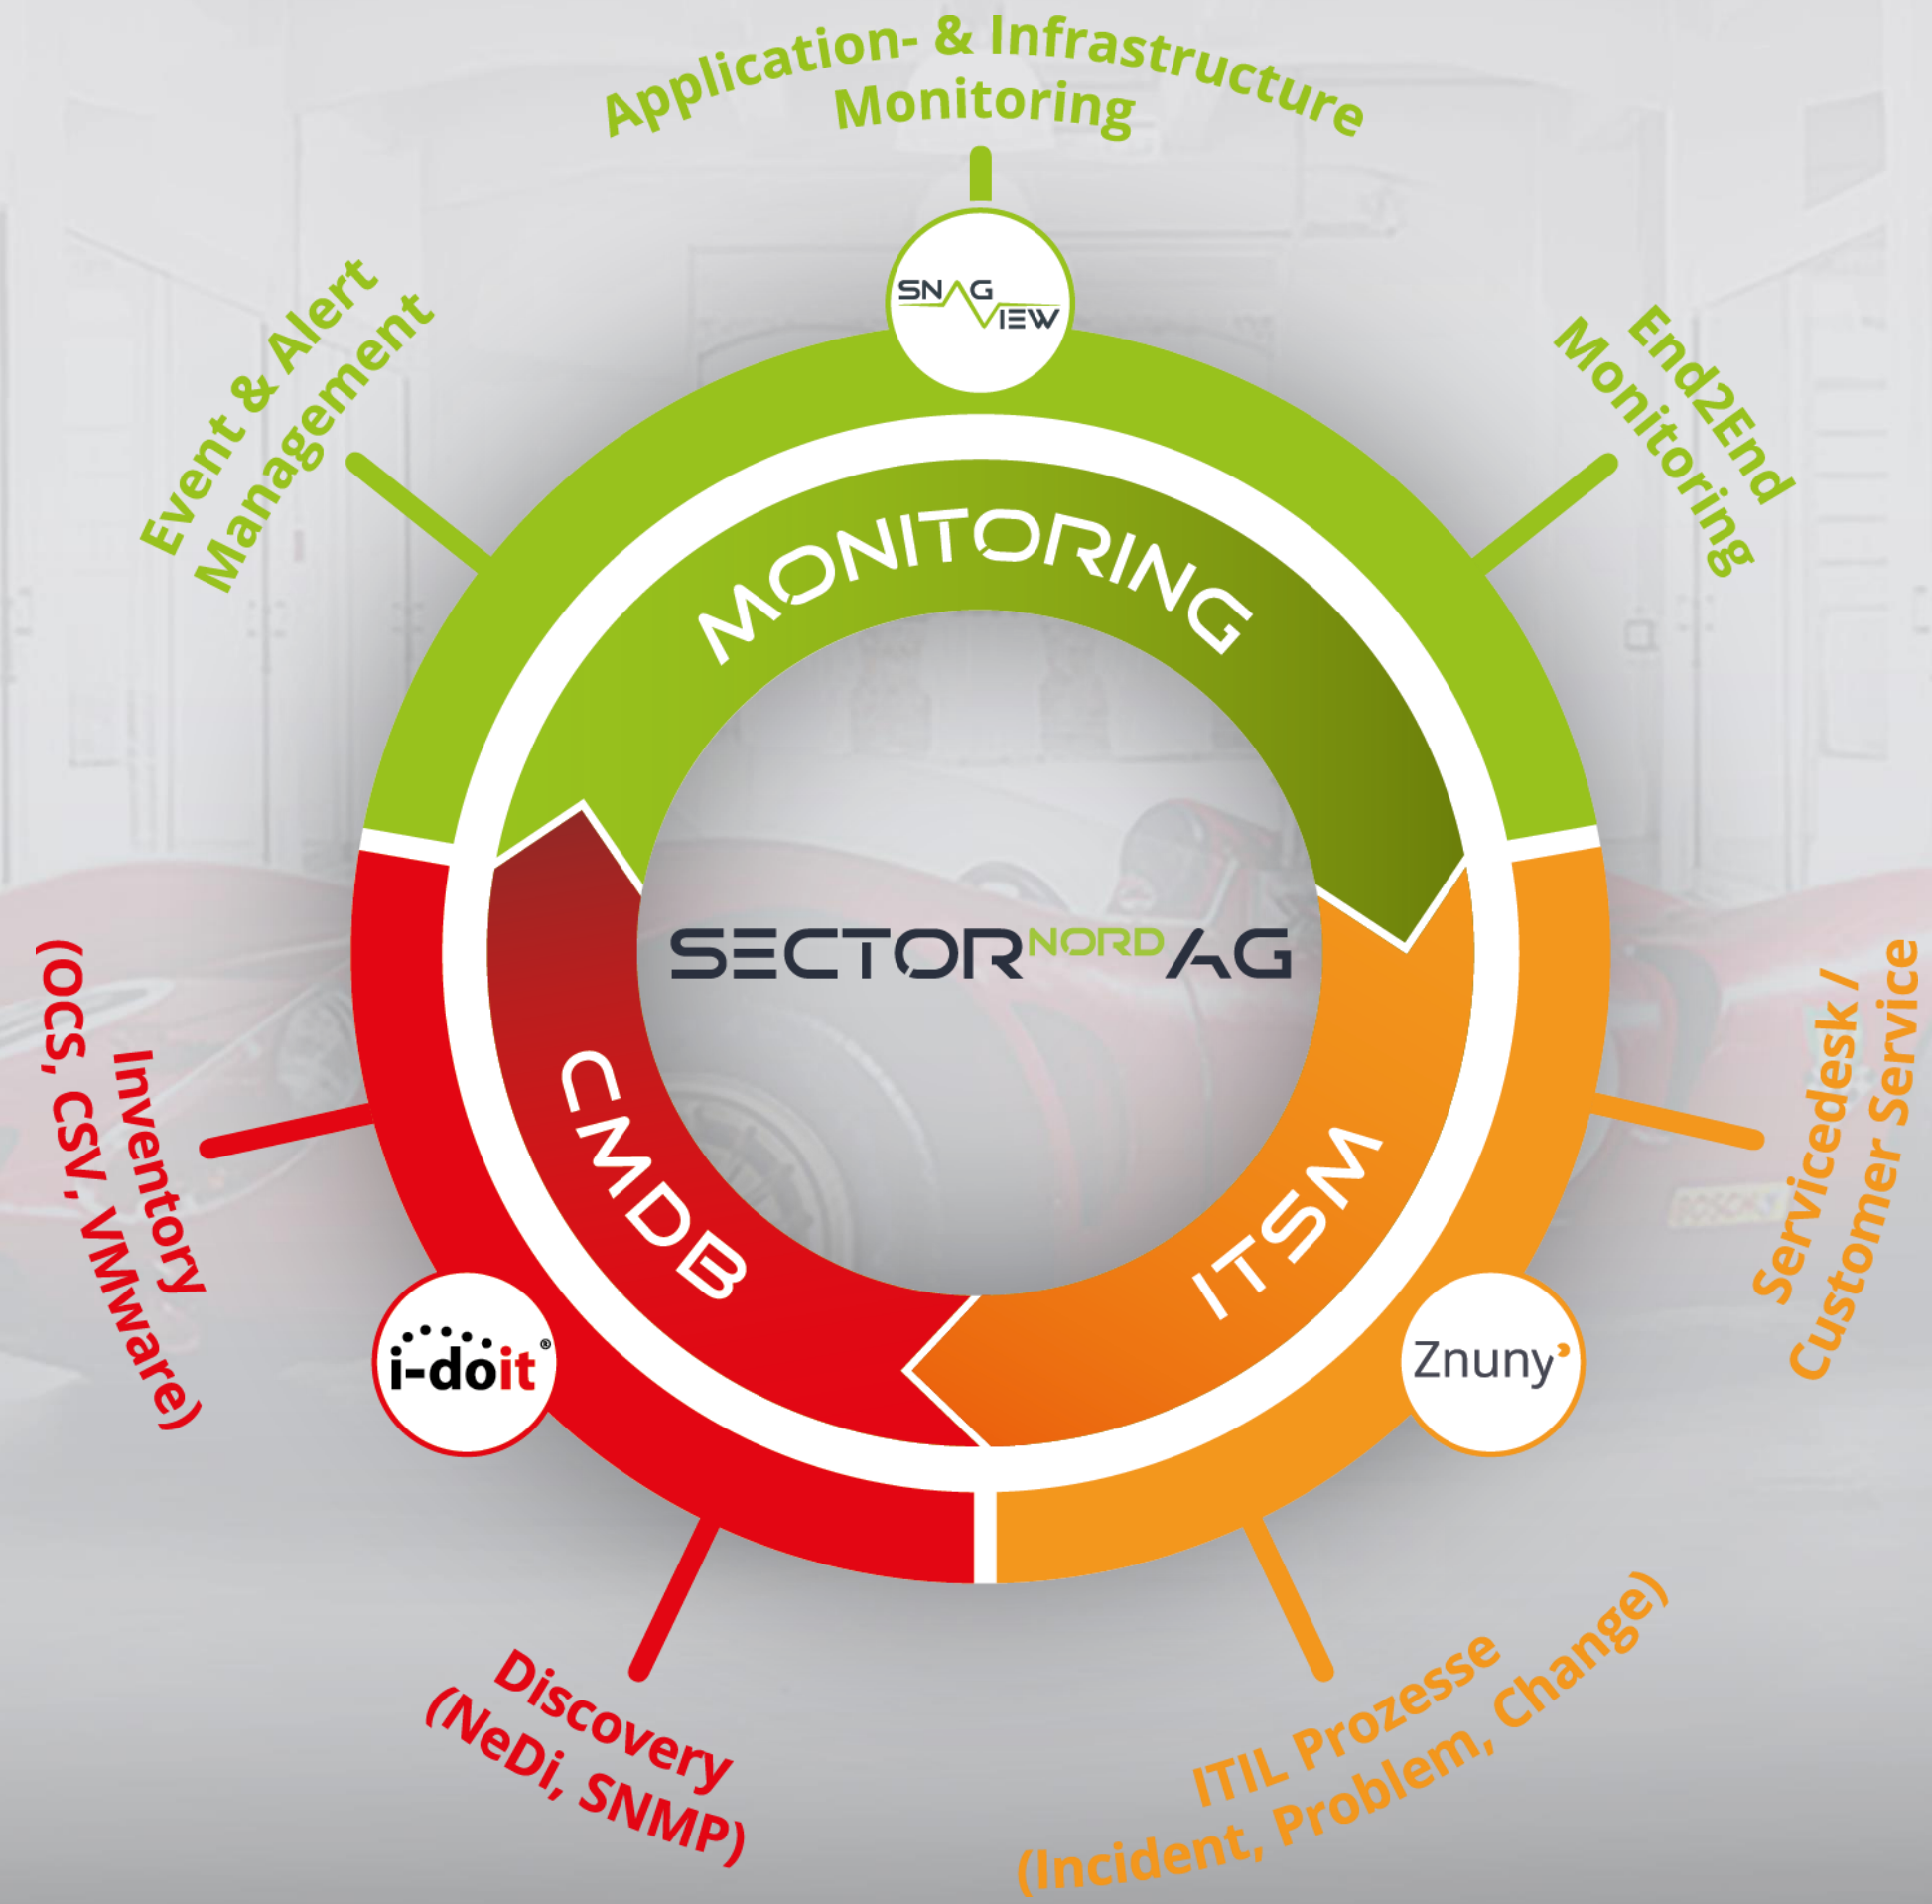 Application- & Infrastructure
Monitoring
SNAG
VIEW
Event & Alert
Management
End2End
Monitoring
MONITORING
SECTOR NORD AG
CMDB
ITSM
Inventory
(OCS, CSV, VMware)
Servicedesk /
Customer Service
i-doit®
Znuny
Discovery
(NeDi, SNMP)
ITIL Prozesse
(Incident, Problem, Change)